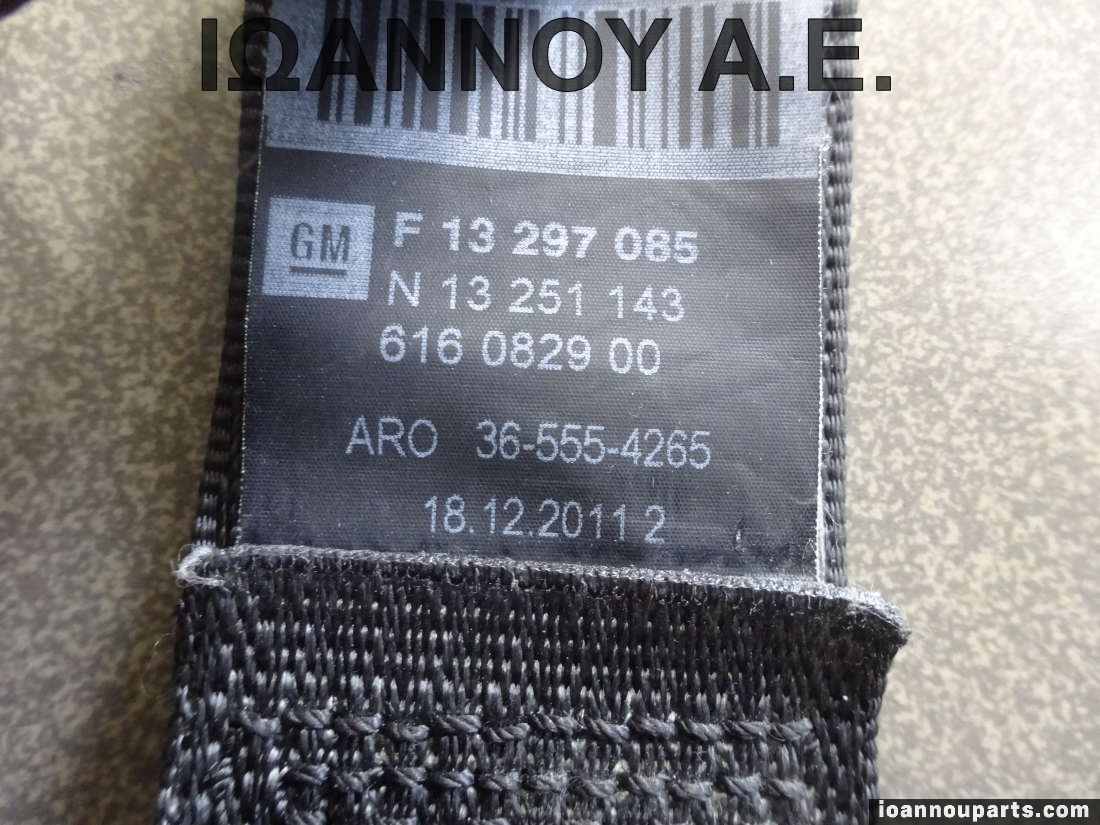 ΙΩΑΝΝΟΥ Α.Ε.
GM
F 13 297 085
N 13 251 143
616 0829 00
ARO 36-555-4265
18.12.2011 2
ioannouparts.com